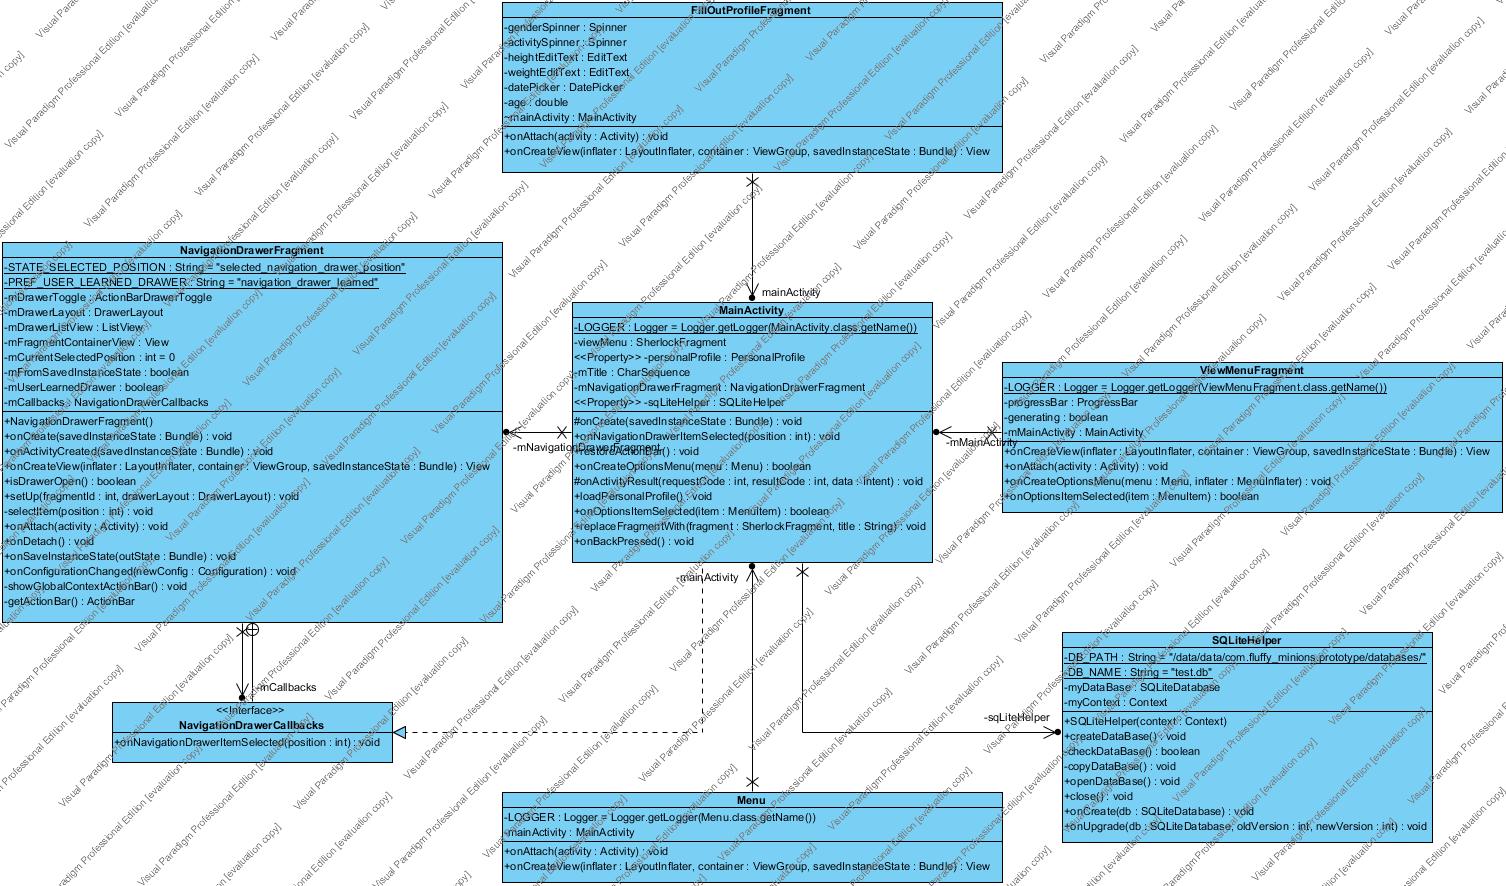 FillOutProfileFragment
-genderSpinner : Spinner
-activitySpinner : Spinner
-heightEditText : EditText
-weightEditText : EditText
-datePicker : DatePicker
-age : double
~mainActivity : MainActivity
+onAttach(activity : Activity) : void
+onCreateView(inflater : LayoutInflater, container : ViewGroup, savedInstanceState : Bundle) : View
mainActivity
NavigationDrawerFragment
-STATE_SELECTED_POSITION : String = "selected_navigation_drawer_position"
-PREF_USER_LEARNED_DRAWER : String = "navigation_drawer_learned"
-mDrawerToggle : ActionBarDrawerToggle
-mDrawerLayout : DrawerLayout
-mDrawerListView : ListView
-mFragmentContainerView : View
-mCurrentSelectedPosition : int = 0
-mFromSavedInstanceState : boolean
-mUserLearnedDrawer : boolean
-mCallbacks : NavigationDrawerCallbacks
+NavigationDrawerFragment()
+onCreate(savedInstanceState : Bundle) : void
+onActivityCreated(savedInstanceState : Bundle) : void
+onCreateView(inflater : LayoutInflater, container : ViewGroup, savedInstanceState : Bundle) : View
+isDrawerOpen() : boolean
+setUp(fragmentId : int, drawerLayout : DrawerLayout) : void
-selectItem(position : int) : void
+onAttach(activity : Activity) : void
+onDetach() : void
+onSaveInstanceState(outState : Bundle) : void
+onConfigurationChanged(newConfig : Configuration) : void
-showGlobalContextActionBar() : void
-getActionBar() : ActionBar
MainActivity
-LOGGER : Logger = Logger.getLogger(MainActivity.class.getName())
-viewMenu : SherlockFragment
<<Property>> -personalProfile : PersonalProfile
-mTitle : CharSequence
-mNavigationDrawerFragment : NavigationDrawerFragment
<<Property>> -sqLiteHelper : SQLiteHelper
#onCreate(savedInstanceState : Bundle) : void
+onNavigationDrawerItemSelected(position : int) : void
+restoreActionBar() : void
+onCreateOptionsMenu(menu : Menu) : boolean
#onActivityResult(requestCode : int, resultCode : int, data : Intent) : void
+loadPersonalProfile() : void
+onOptionsItemSelected(item : MenuItem) : boolean
+replaceFragmentWith(fragment : SherlockFragment, title : String) : void
+onBackPressed() : void
-mNavigationDrawerFragment
-mMainActivity
ViewMenuFragment
-LOGGER : Logger = Logger.getLogger(ViewMenuFragment.class.getName())
-progressBar : ProgressBar
-generating : boolean
-mMainActivity : MainActivity
+onCreateView(inflater : LayoutInflater, container : ViewGroup, savedInstanceState : Bundle) : View
+onAttach(activity : Activity) : void
+onCreateOptionsMenu(menu : Menu, inflater : MenuInflater) : void
+onOptionsItemSelected(item : MenuItem) : boolean
-mainActivity
-mCallbacks
<<Interface>>
NavigationDrawerCallbacks
+onNavigationDrawerItemSelected(position : int) : void
-sqLiteHelper
SQLiteHelper
-DB_PATH : String = "/data/data/com.fluffy_minions.prototype/databases/"
-DB_NAME : String = "test.db"
-myDataBase : SQLiteDatabase
-myContext : Context
+SQLiteHelper(context : Context)
+createDataBase() : void
-checkDataBase() : boolean
-copyDataBase() : void
+openDataBase() : void
+close() : void
+onCreate(db : SQLiteDatabase) : void
+onUpgrade(db : SQLiteDatabase, oldVersion : int, newVersion : int) : void
Menu
-LOGGER : Logger = Logger.getLogger(Menu.class.getName())
-mainActivity : MainActivity
+onAttach(activity : Activity) : void
+onCreateView(inflater : LayoutInflater, container : ViewGroup, savedInstanceState : Bundle) : View
Visual Paradigm Professional Edition [evaluation copy]